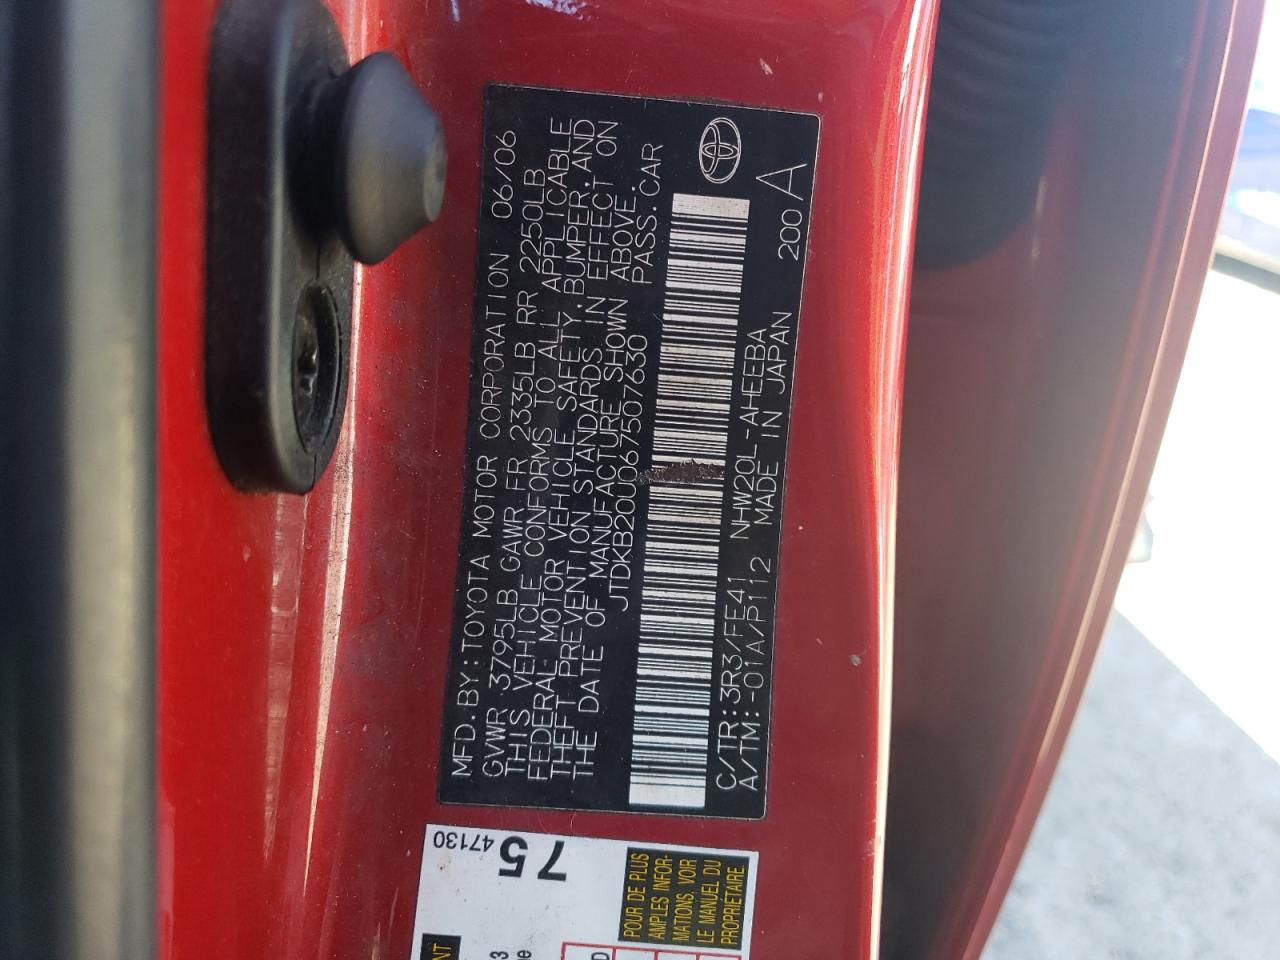 MFD. BY: TOYOTA MOTOR CORPORATION 06/06
GVWR 3795LB GAWR FR 2335LB RR 2250LB
THIS VEHICLE CONFORMS TO ALL APPLICABLE
FEDERAL MOTOR VEHICLE SAFETY, BUMPER, AND
THEFT PREVENTION STANDARDS IN EFFECT ON
THE DATE OF MANUFACTURE SHOWN ABOVE.
JTDKB20U067507630 PASS. CAR
C/TR: 3R3/FE41 NHW20L-AHEEBA
A/TM: -01A/P112 MADE IN JAPAN 200 A
75
47130
POUR DE PLUS
AMPLES INFOR-
MATIONS. VOIR
LE MANUEL DU
PROPRIÉTAIRE